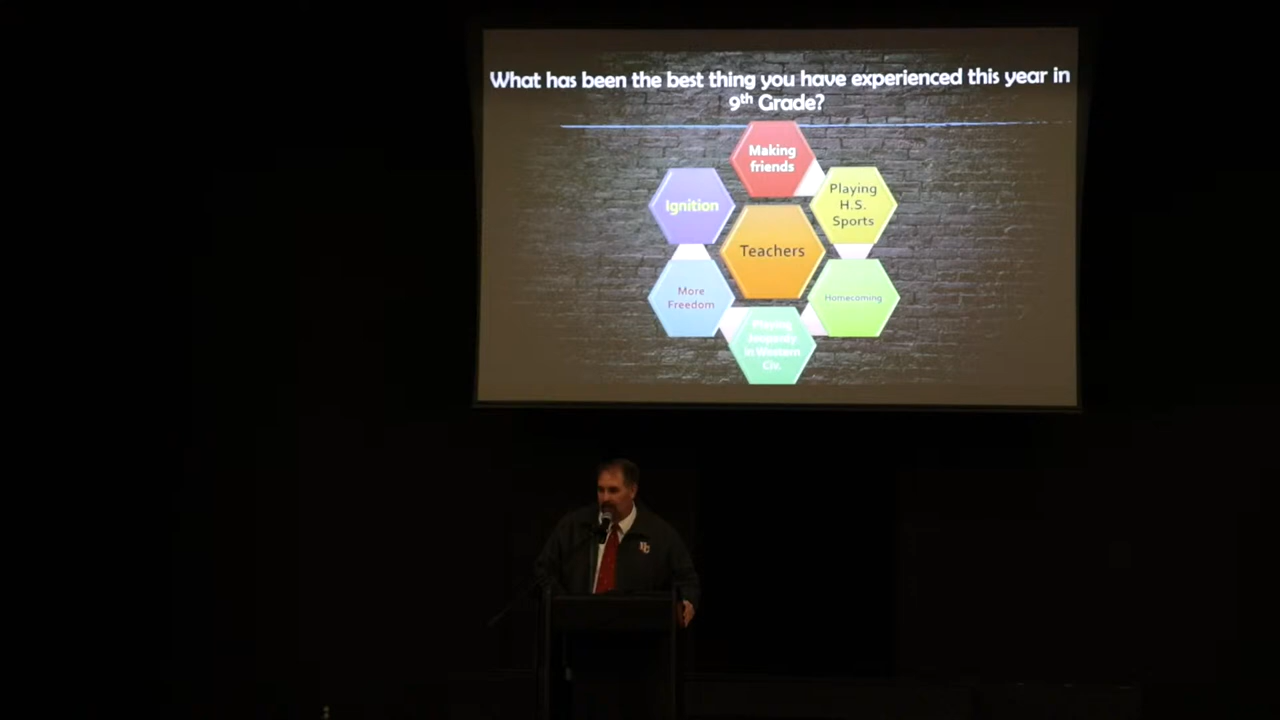 What has been the best thing you have experienced this year in
9th Grade?
Making
friends
Playing
H.S.
Sports
Ignition
Teachers
More
Freedom
Homecoming
Playing
Jeopardy
in Western
Civ.